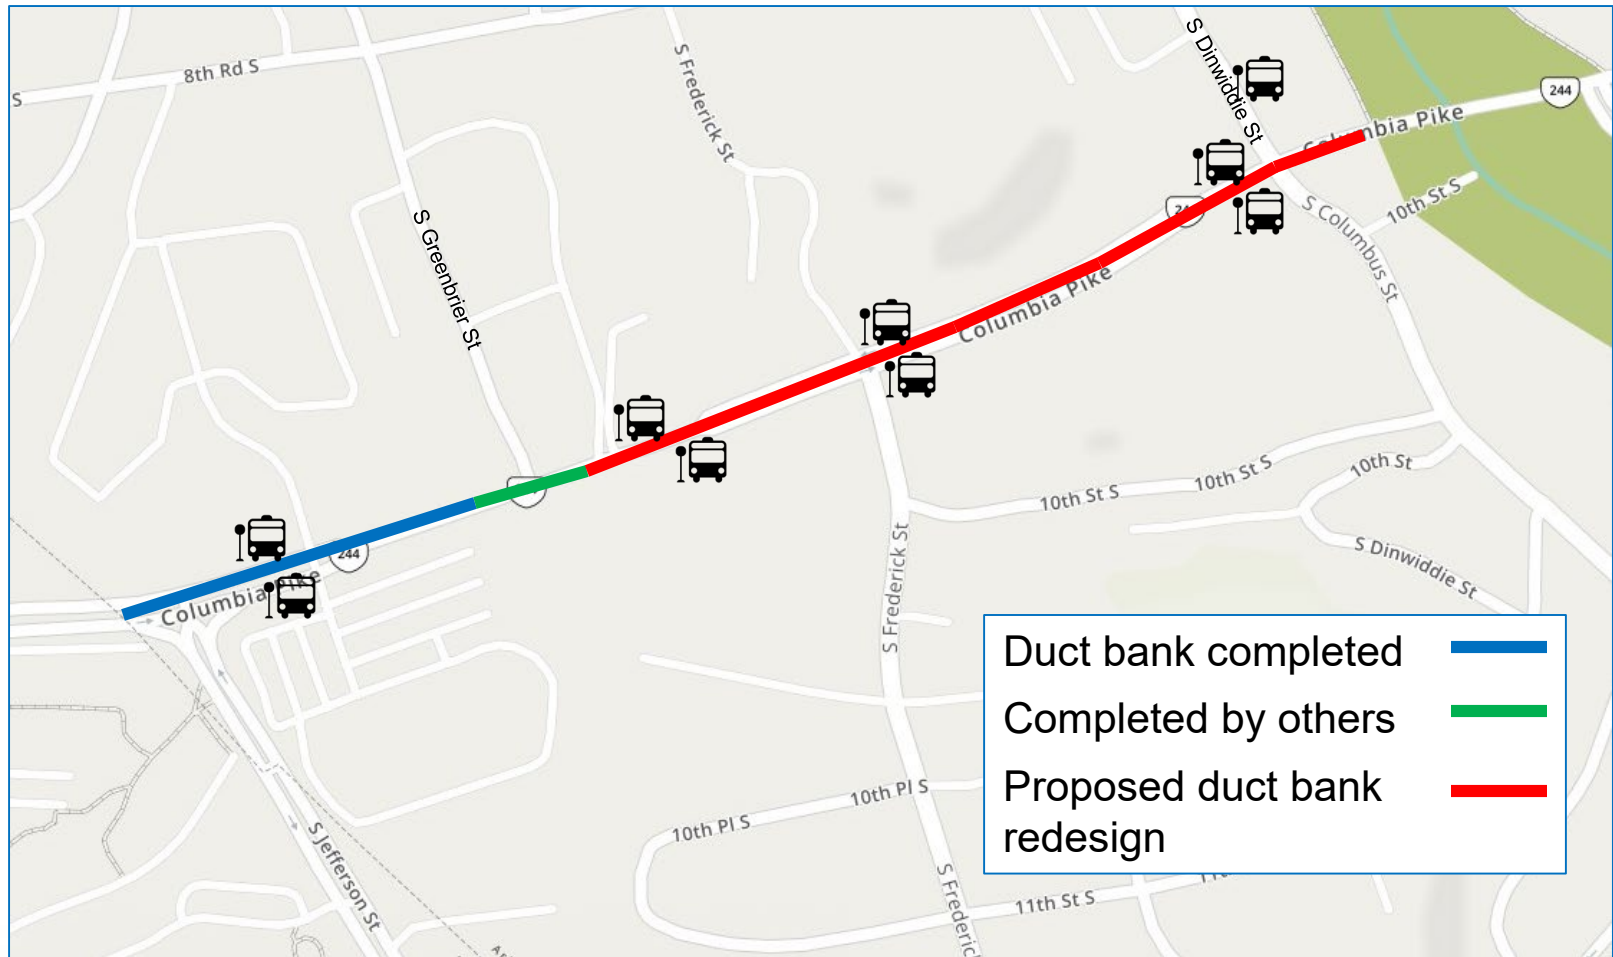 8th Rd S
S
S Frederick St
S Dinwiddie St
244
Columbia Pike
10th St S
S Columbus St
S Greenbrier St
Columbia Pike
10th St S
10th St S
10th St
S Dinwiddie St
244
Columbia Pike
S Frederick St
Duct bank completed
Completed by others
Proposed duct bank
redesign
10th Pl S
10th Pl S
S Jefferson St
11th St S